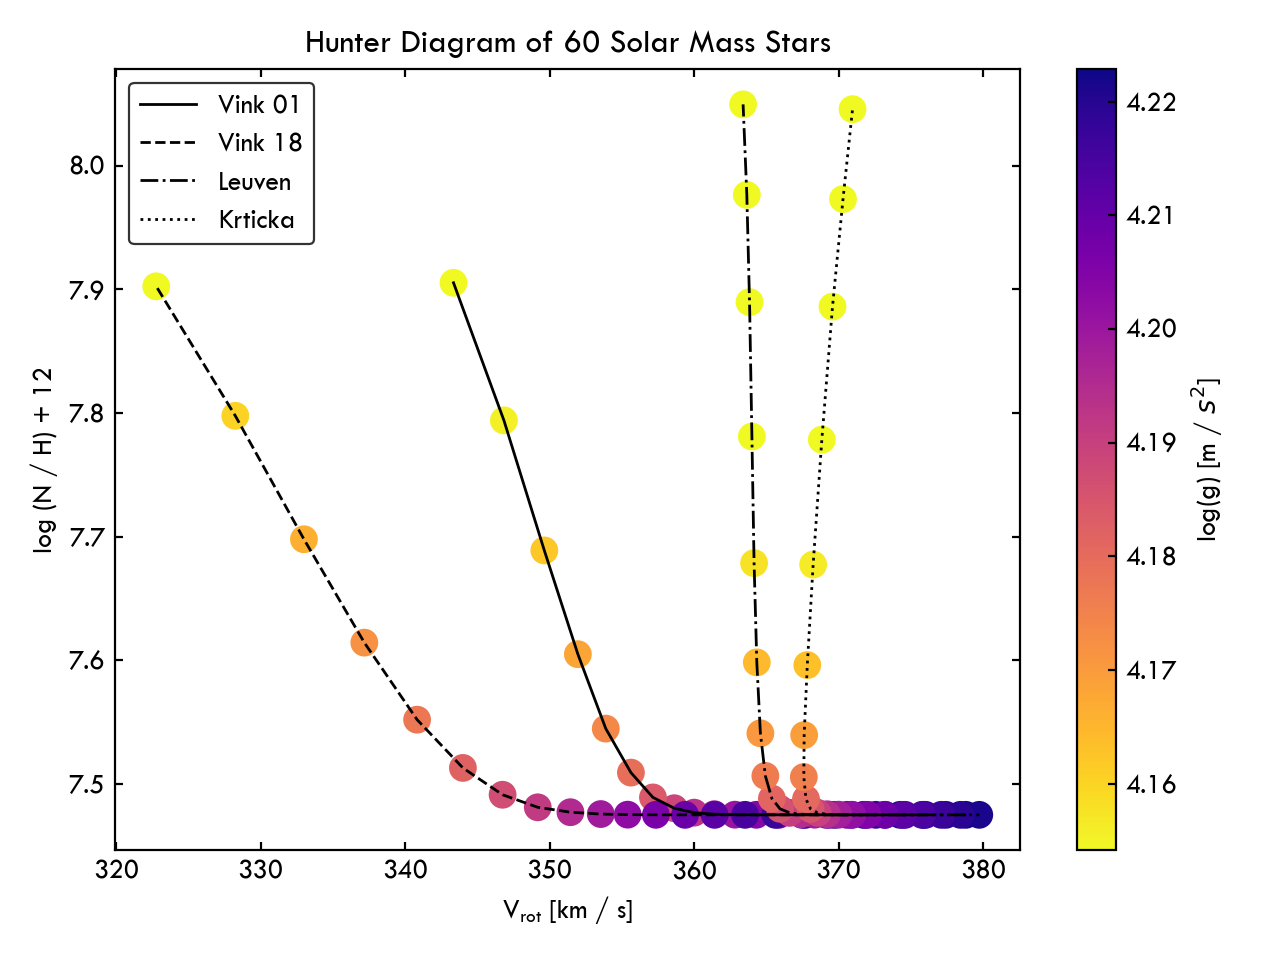 Hunter Diagram of 60 Solar Mass Stars
Vink 01
Vink 18
Leuven
Krticka
8.0
7.9
7.8
7.7
7.6
7.5
log (N / H) + 12
320 330 340 350 360 370 380
V_rot [km / s]
4.22
4.21
4.20
4.19
4.18
4.17
4.16
log(g) [m / s^2]